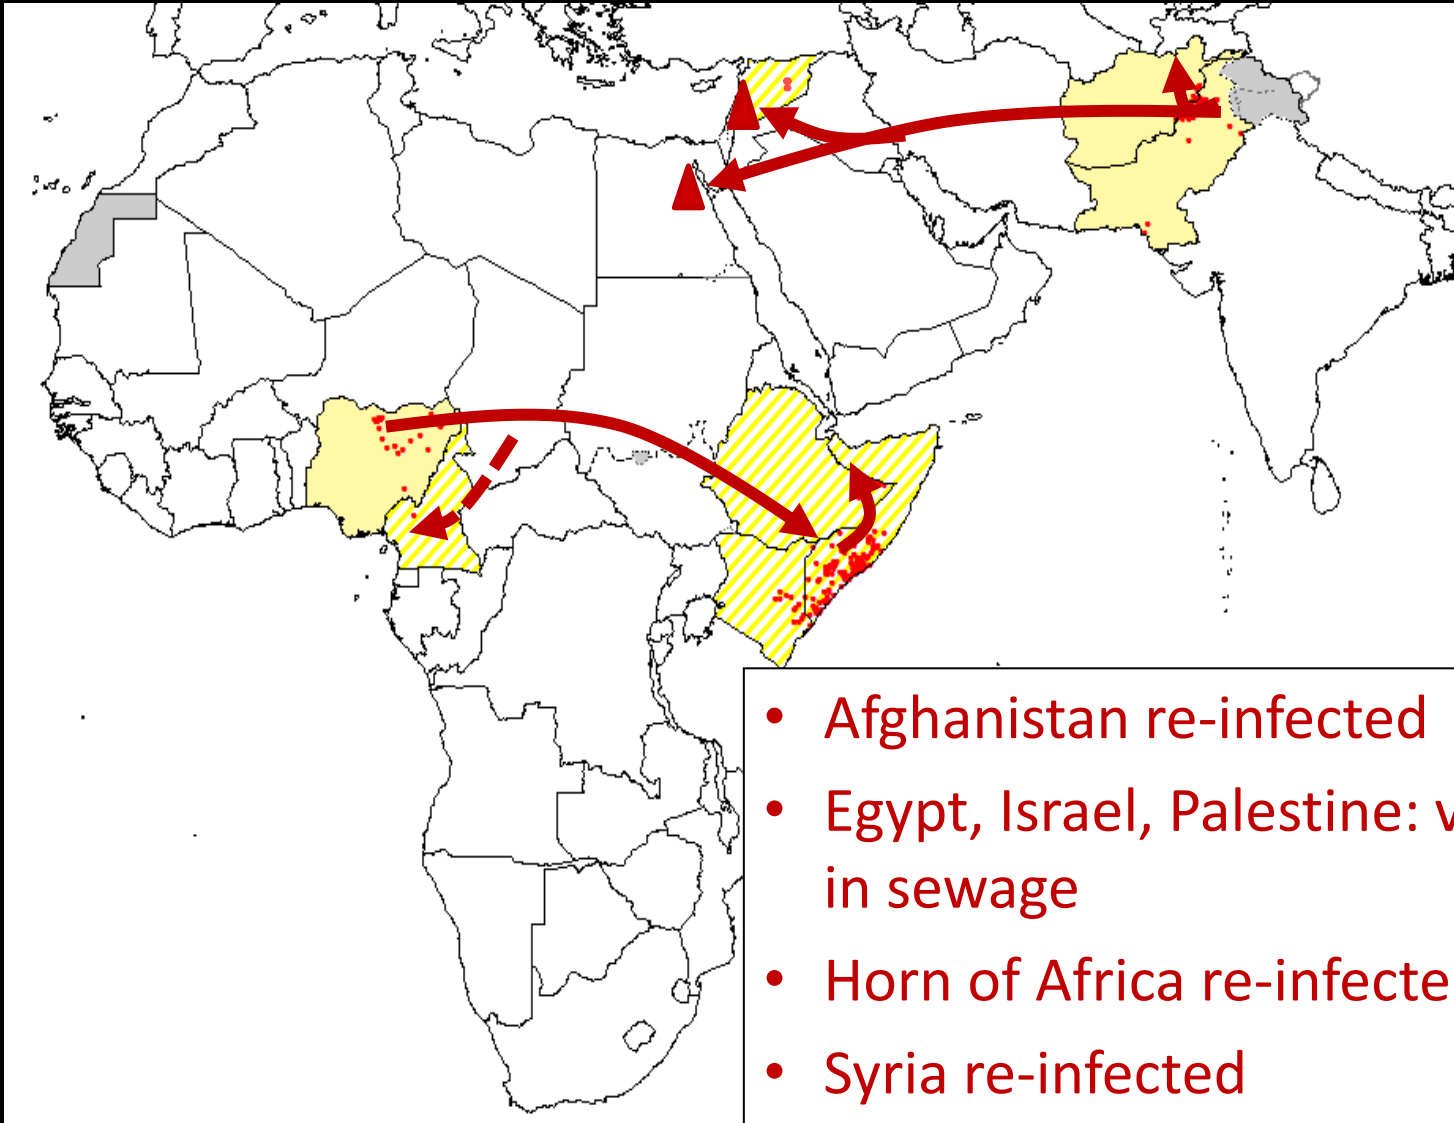 • Afghanistan re-infected
• Egypt, Israel, Palestine:
in sewage
• Horn of Africa re-infecte
• Syria re-infected